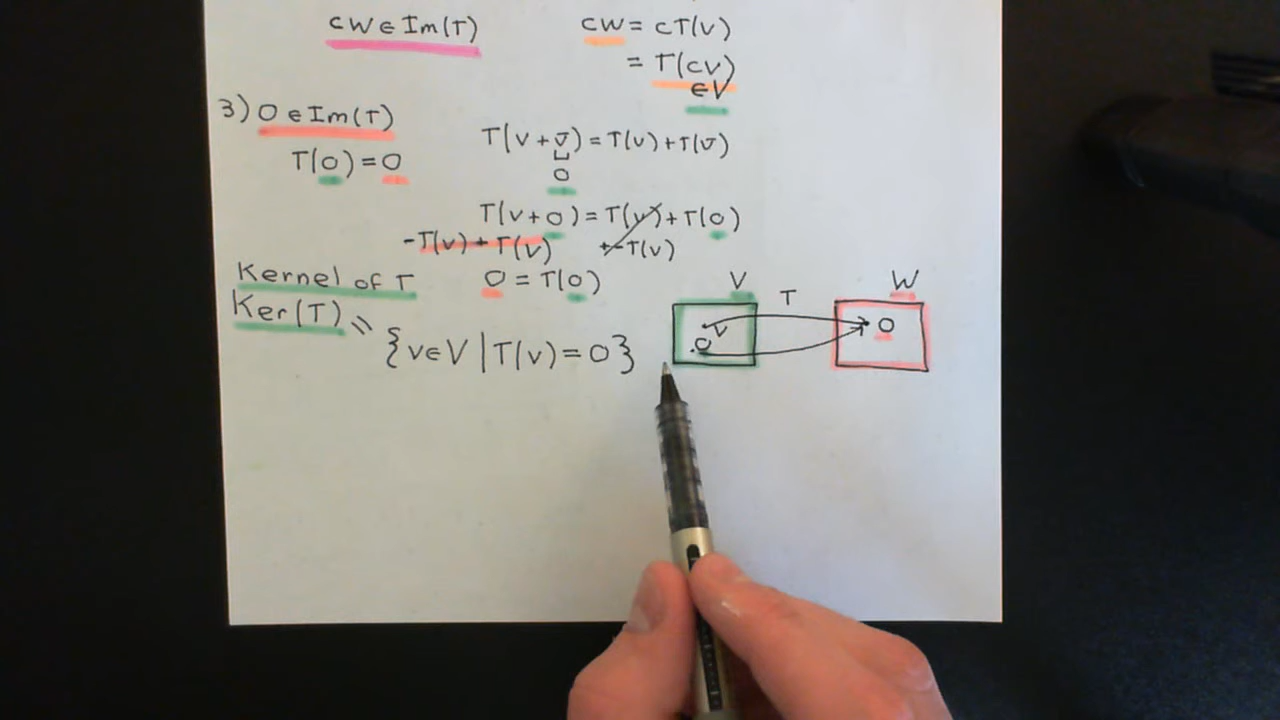 cw ∈ Im(T)
cw = cT(v)
= T(cv)
∈V
3) 0 ∈ Im(T)
T(0) = 0
T(v + v̄) = T(v) + T(v̄)
0
T(v + 0) = T(v) + T(0)
-T(v) + T(v) + -T(v)
0 = T(0)
Kernel of T
Ker(T) = {v∈V | T(v) = 0}
V T W
v 0
0